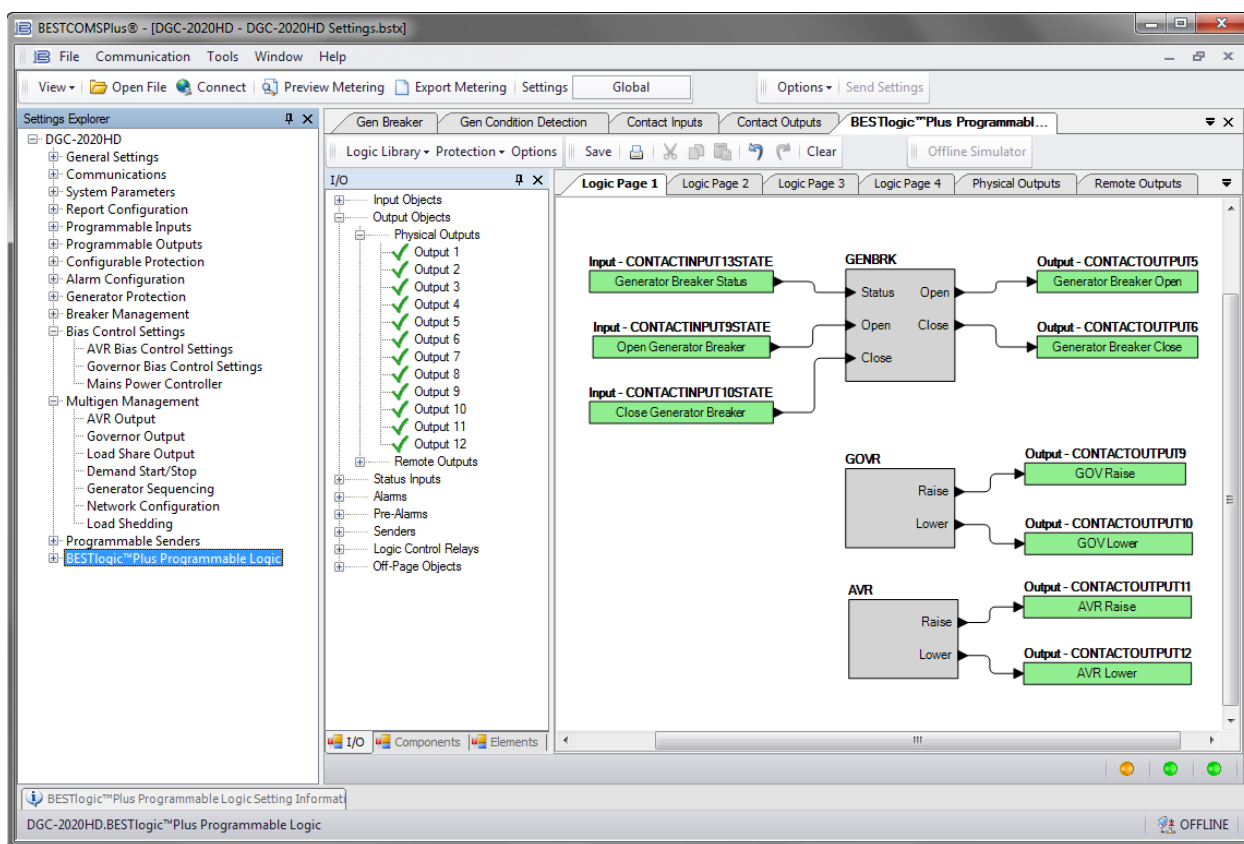 BESTCOMSPlus® - [DGC-2020HD - DGC-2020HD Settings.bstx]
File Communication Tools Window Help
View Open File Connect Preview Metering Export Metering Settings Global Options Send Settings
Settings Explorer
DGC-2020HD
General Settings
Communications
System Parameters
Report Configuration
Programmable Inputs
Programmable Outputs
Configurable Protection
Alarm Configuration
Generator Protection
Breaker Management
Bias Control Settings
AVR Bias Control Settings
Governor Bias Control Settings
Mains Power Controller
Multigen Management
AVR Output
Governor Output
Load Share Output
Demand Start/Stop
Generator Sequencing
Network Configuration
Load Shedding
Programmable Senders
BESTlogic™Plus Programmable Logic
Gen Breaker Gen Condition Detection Contact Inputs Contact Outputs BESTlogic™Plus Programmabl...
Logic Library Protection Options Save Clear Offline Simulator
I/O
Input Objects
Output Objects
Physical Outputs
Output 1
Output 2
Output 3
Output 4
Output 5
Output 6
Output 7
Output 8
Output 9
Output 10
Output 11
Output 12
Remote Outputs
Status Inputs
Alarms
Pre-Alarms
Senders
Logic Control Relays
Off-Page Objects
I/O Components Elements
Logic Page 1 Logic Page 2 Logic Page 3 Logic Page 4 Physical Outputs Remote Outputs
Input - CONTACTINPUT13STATE
Generator Breaker Status
Input - CONTACTINPUT9STATE
Open Generator Breaker
Input - CONTACTINPUT10STATE
Close Generator Breaker
GENBRK
Status Open
Open Close
Close
Output - CONTACTOUTPUT5
Generator Breaker Open
Output - CONTACTOUTPUT6
Generator Breaker Close
GOVR
Raise
Lower
Output - CONTACTOUTPUT9
GOV Raise
Output - CONTACTOUTPUT10
GOV Lower
AVR
Raise
Lower
Output - CONTACTOUTPUT11
AVR Raise
Output - CONTACTOUTPUT12
AVR Lower
BESTlogic™Plus Programmable Logic Setting Informati
DGC-2020HD.BESTlogic™Plus Programmable Logic
OFFLINE